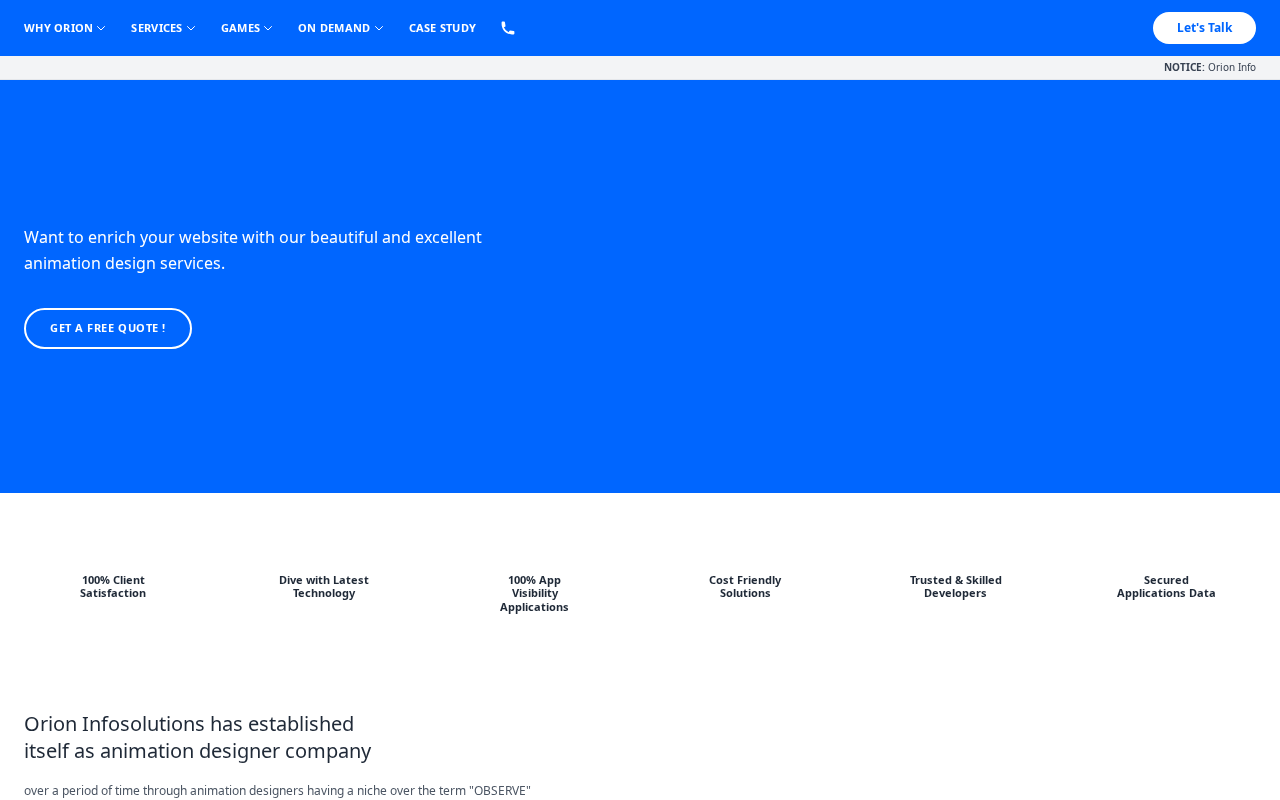 WHY ORION
SERVICES
GAMES
ON DEMAND
CASE STUDY
Let's Talk
NOTICE: Orion Info
Want to enrich your website with our beautiful and excellent
animation design services.
GET A FREE QUOTE !
100% Client
Satisfaction
Dive with Latest
Technology
100% App
Visibility
Applications
Cost Friendly
Solutions
Trusted & Skilled
Developers
Secured
Applications Data
Orion Infosolutions has established
itself as animation designer company
over a period of time through animation designers having a niche over the term "OBSERVE"